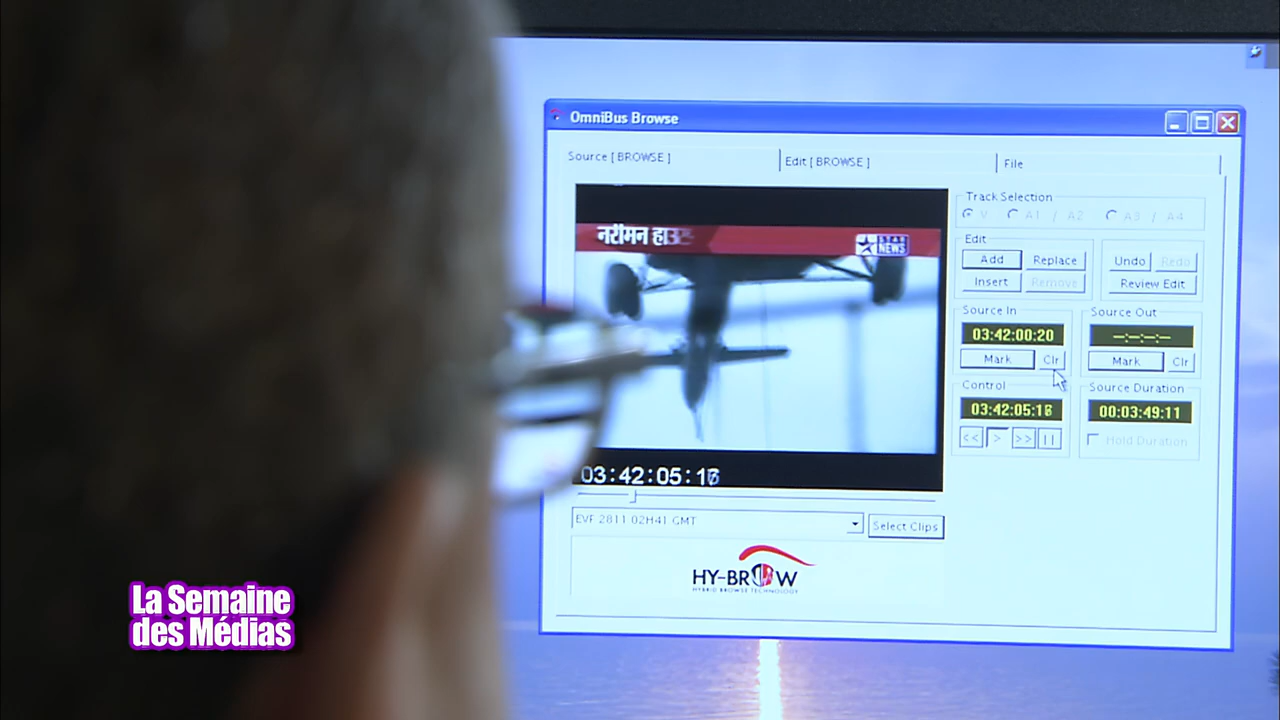 OmniBus Browse
Source [ BROWSE ]
Edit [ BROWSE ]
File
नरीमन हाउस
STAR
NEWS
03:42:05:16
EVF 2811 02H41 GMT
Select Clips
HY-BROW
HYBRID BROWSE TECHNOLOGY
Track Selection
V A1 / A2 A3 / A4
Edit
Add Replace
Insert Remove
Undo Redo
Review Edit
Source In
03:42:00:20
Mark Clr
Source Out
--:--:--:--
Mark Clr
Control
03:42:05:16
<< > >> ||
Source Duration
00:03:49:11
Hold Duration
La Semaine
des Médias